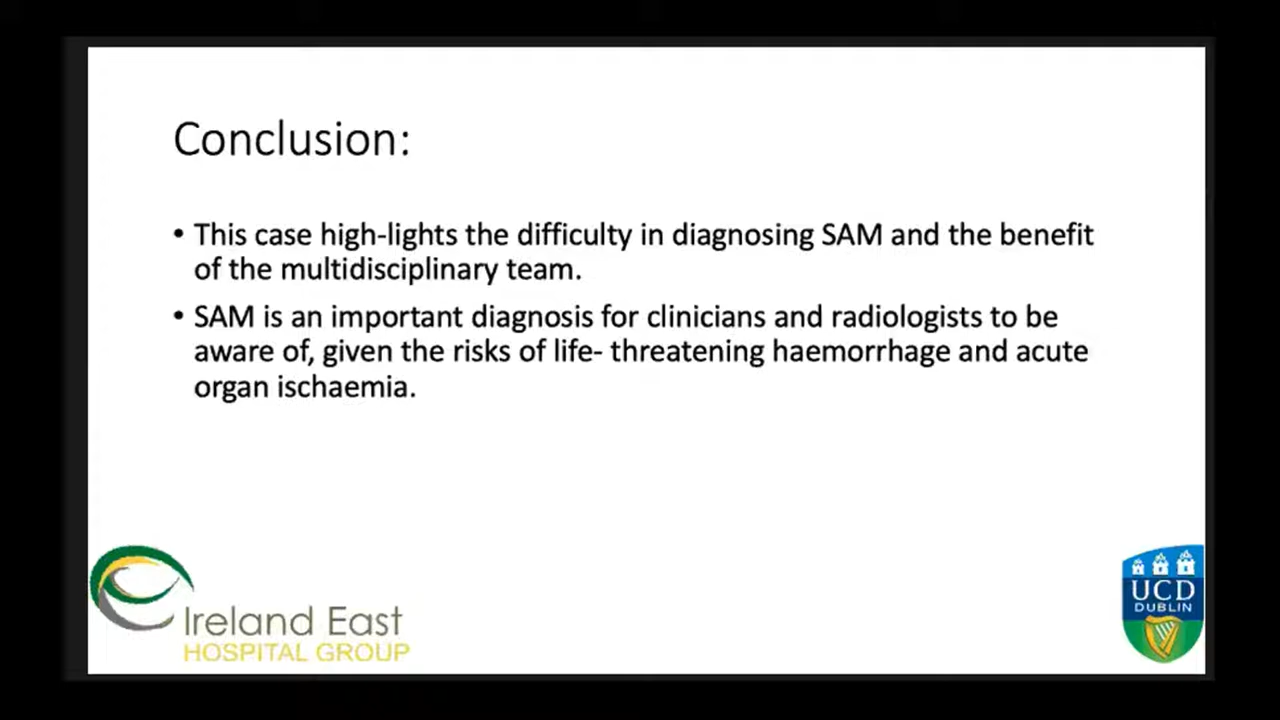 Conclusion:
• This case high-lights the difficulty in diagnosing SAM and the benefit
of the multidisciplinary team.
• SAM is an important diagnosis for clinicians and radiologists to be
aware of, given the risks of life- threatening haemorrhage and acute
organ ischaemia.
Ireland East
HOSPITAL GROUP
UCD
DUBLIN